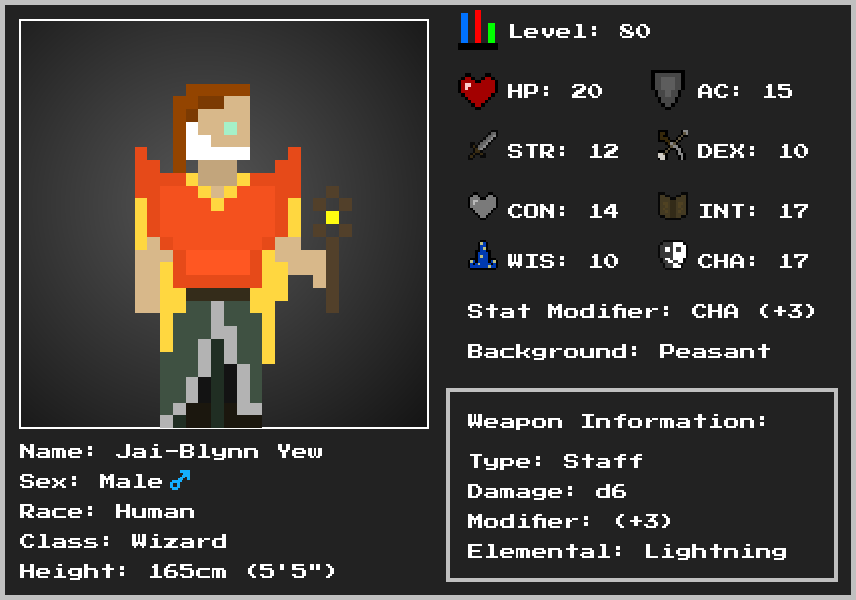 Level: 80
HP: 20 AC: 15
STR: 12 DEX: 10
CON: 14 INT: 17
WIS: 10 CHA: 17
Stat Modifier: CHA (+3)
Background: Peasant
Weapon Information:
Type: Staff
Damage: d6
Modifier: (+3)
Elemental: Lightning
Name: Jai-Blynn Yew
Sex: Male ♂
Race: Human
Class: Wizard
Height: 165cm (5'5")